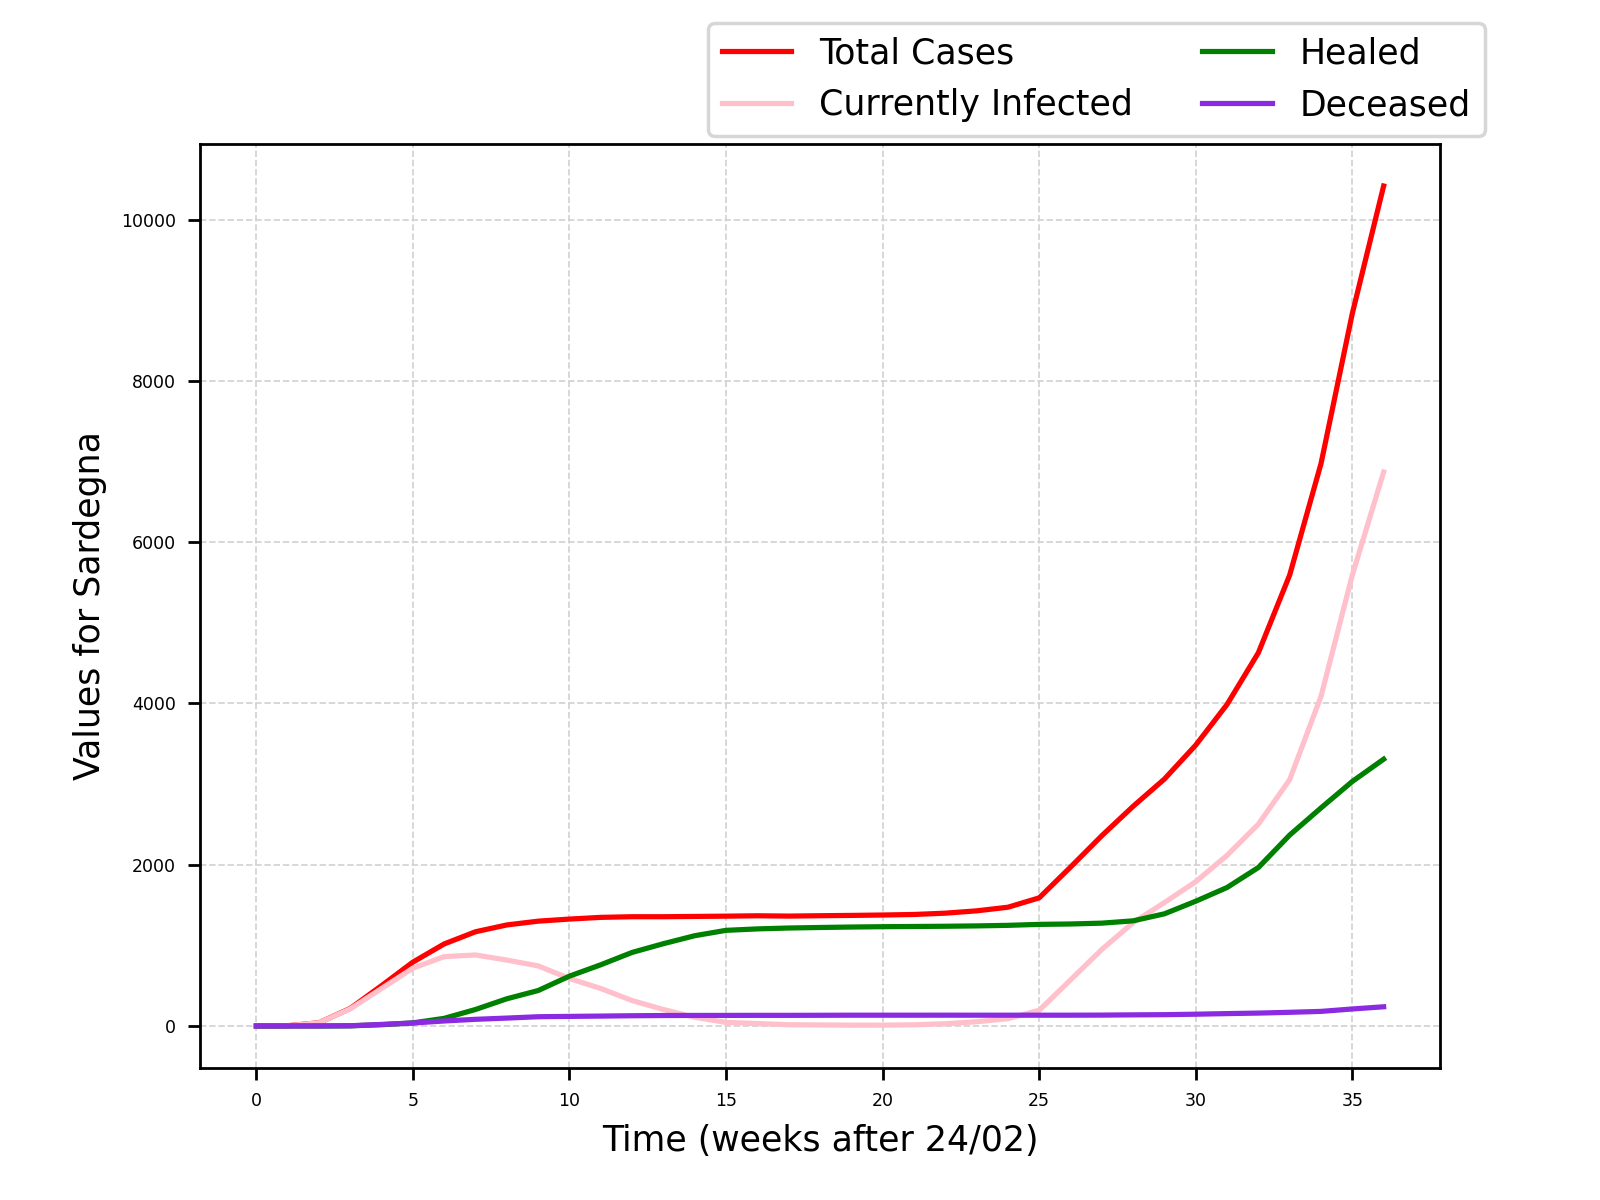 Total Cases
Currently Infected
Healed
Deceased
10000
8000
6000
4000
2000
0
Values for Sardegna
0 5 10 15 20 25 30 35
Time (weeks after 24/02)